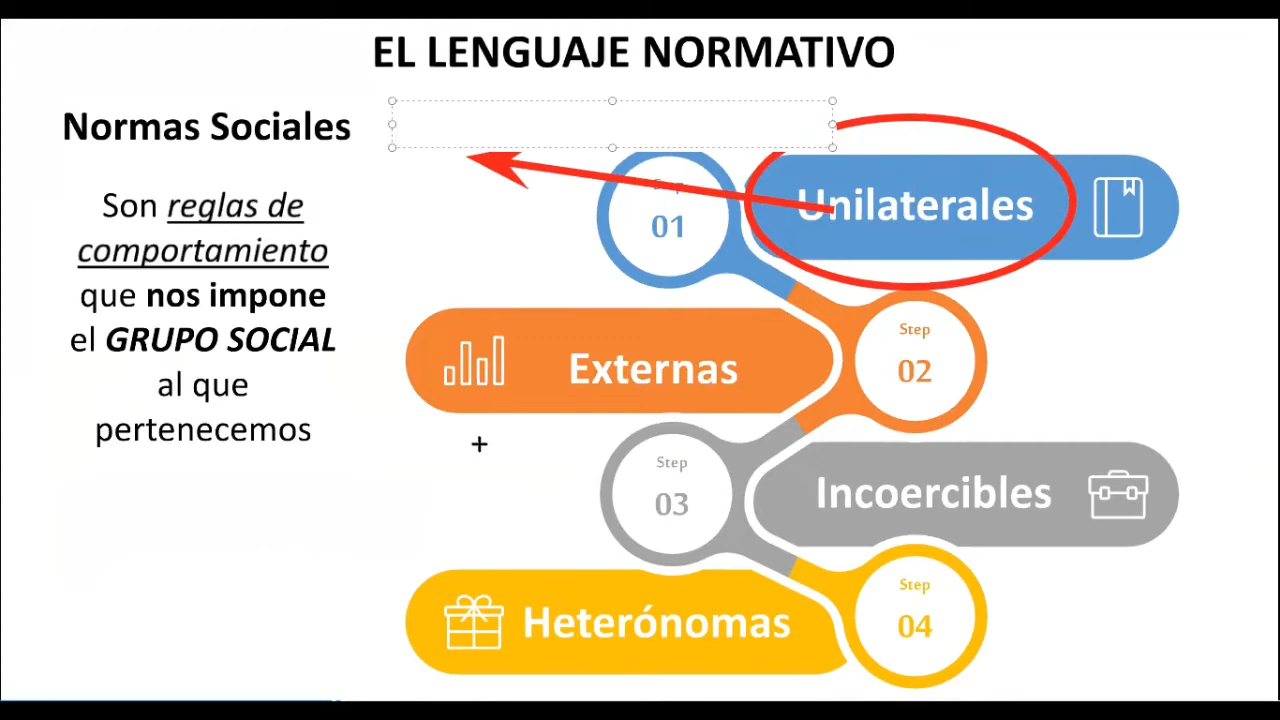 EL LENGUAJE NORMATIVO
Normas Sociales
Son reglas de
comportamiento
que nos impone
el GRUPO SOCIAL
al que
pertenecemos
Step
01
Unilaterales
Externas
Step
02
Step
03
Incoercibles
Heterónomas
Step
04